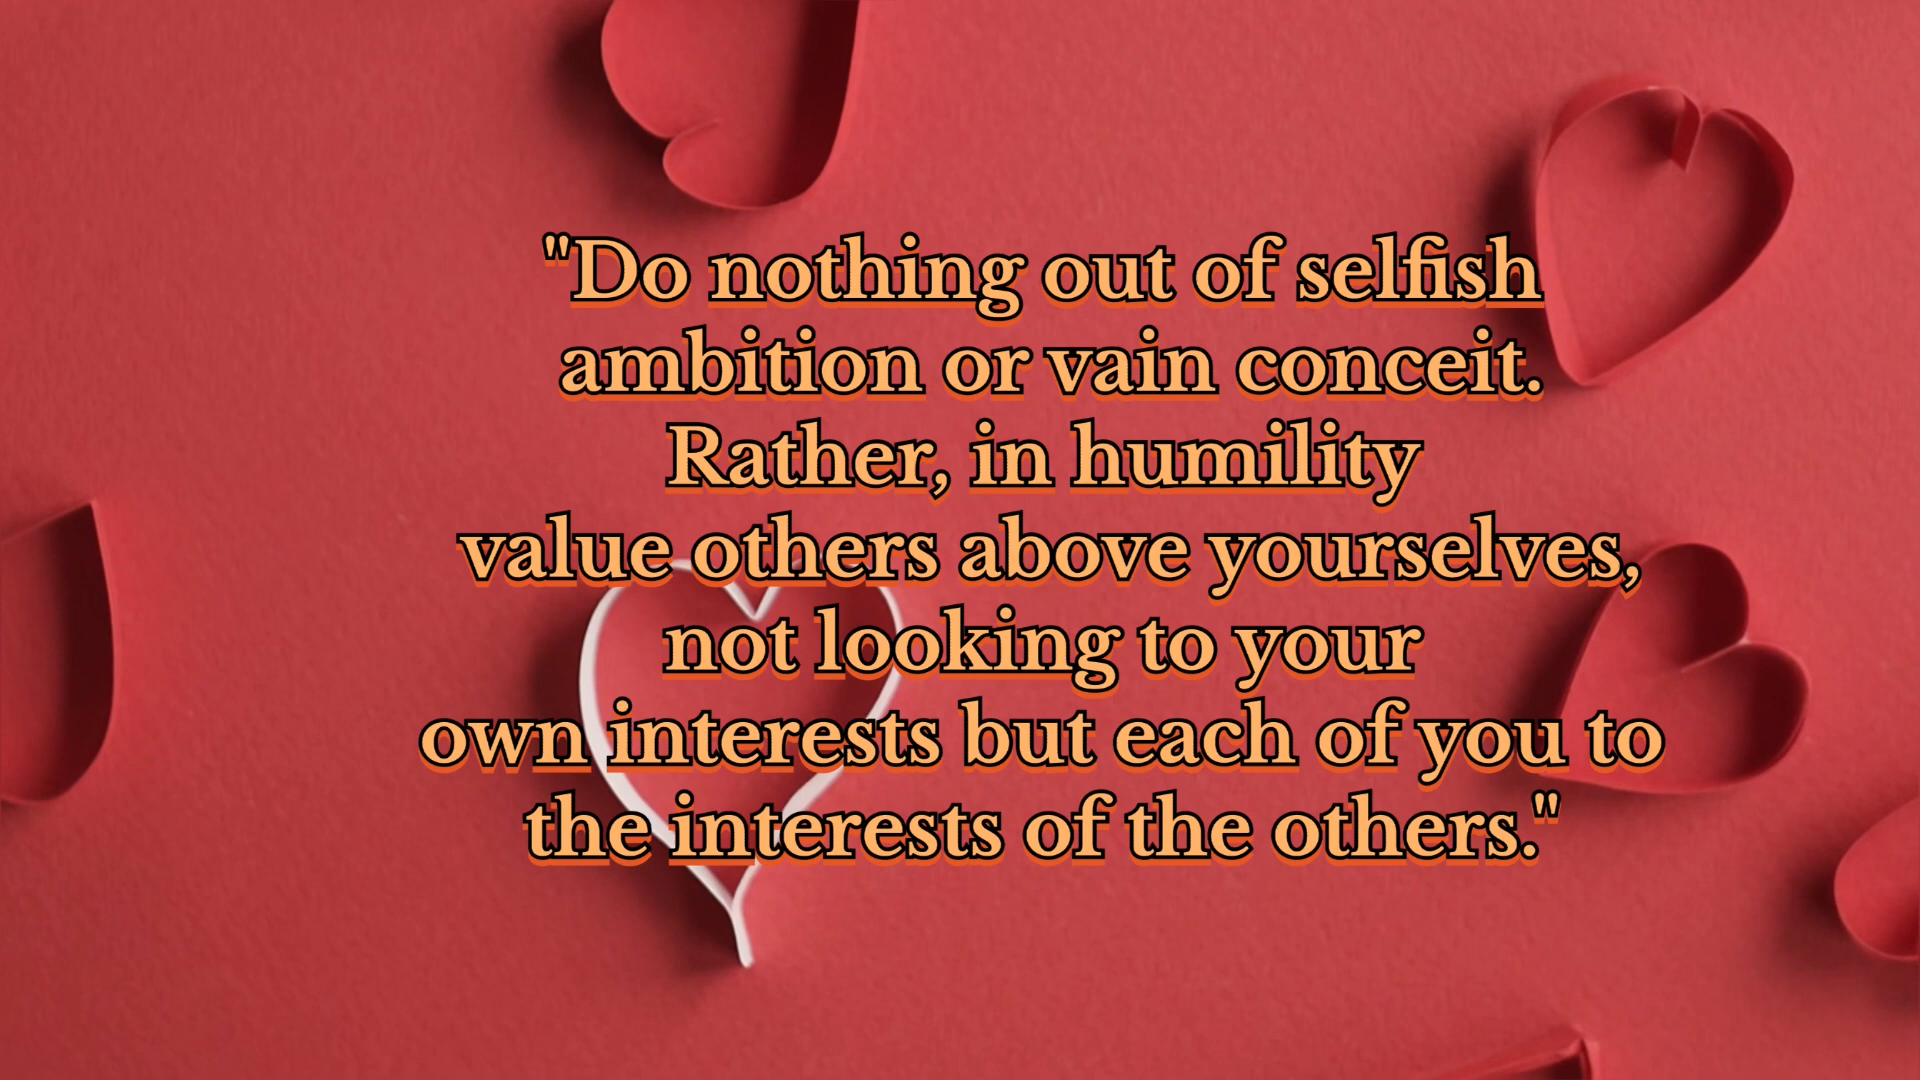 "Do nothing out of selfish
ambition or vain conceit.
Rather, in humility
value others above yourselves,
not looking to your
own interests but each of you to
the interests of the others."